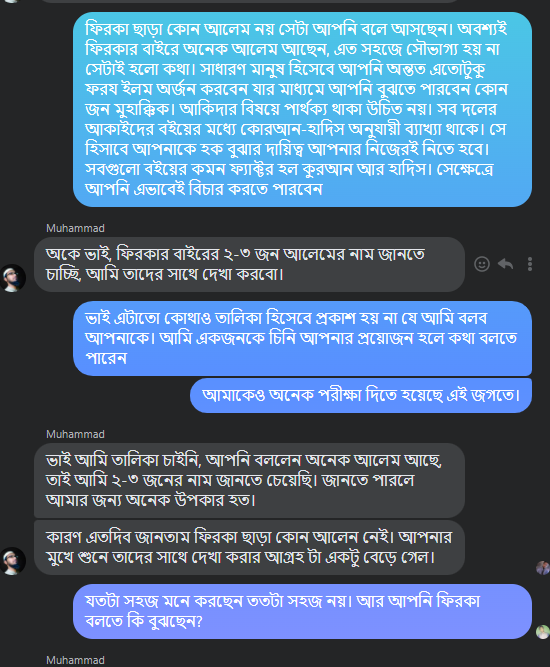 ফিরকা ছাড়া কোন আলেম নয় সেটা আপনি বলে আসছেন। অবশ্যই
ফিরকার বাইরে অনেক আলেম আছেন, এত সহজে সৌভাগ্য হয় না
সেটাই হলো কথা। সাধারণ মানুষ হিসেবে আপনি অন্তত এতোটুকু
ফরয ইলম অর্জন করবেন যার মাধ্যমে আপনি বুঝতে পারবেন কোন
জন মুহাক্কিক। আকিদার বিষয়ে পার্থক্য থাকা উচিত নয়। সব দলের
আকাইদের বইয়ের মধ্যে কোরআন-হাদিস অনুযায়ী ব্যাখ্যা থাকে। সে
হিসাবে আপনাকে হক বুঝার দায়িত্ব আপনার নিজেরই নিতে হবে।
সবগুলো বইয়ের কমন ফ্যাক্টর হল কুরআন আর হাদিস। সেক্ষেত্রে
আপনি এভাবেই বিচার করতে পারবেন
Muhammad
অকে ভাই, ফিরকার বাইরের ২-৩ জন আলেমের নাম জানতে
চাচ্ছি, আমি তাদের সাথে দেখা করবো।
ভাই এটাতো কোথাও তালিকা হিসেবে প্রকাশ হয় না যে আমি বলব
আপনাকে। আমি একজনকে চিনি আপনার প্রয়োজন হলে কথা বলতে
পারেন
আমাকেও অনেক পরীক্ষা দিতে হয়েছে এই জগতে।
Muhammad
ভাই আমি তালিকা চাইনি, আপনি বললেন অনেক আলেম আছে,
তাই আমি ২-৩ জনের নাম জানতে চেয়েছি। জানতে পারলে
আমার জন্য অনেক উপকার হত।
কারণ এতদিব জানতাম ফিরকা ছাড়া কোন আলেন নেই। আপনার
মুখে শুনে তাদের সাথে দেখা করার আগ্রহ টা একটু বেড়ে গেল।
যতটা সহজ মনে করছেন ততটা সহজ নয়। আর আপনি ফিরকা
বলতে কি বুঝছেন?
Muhammad